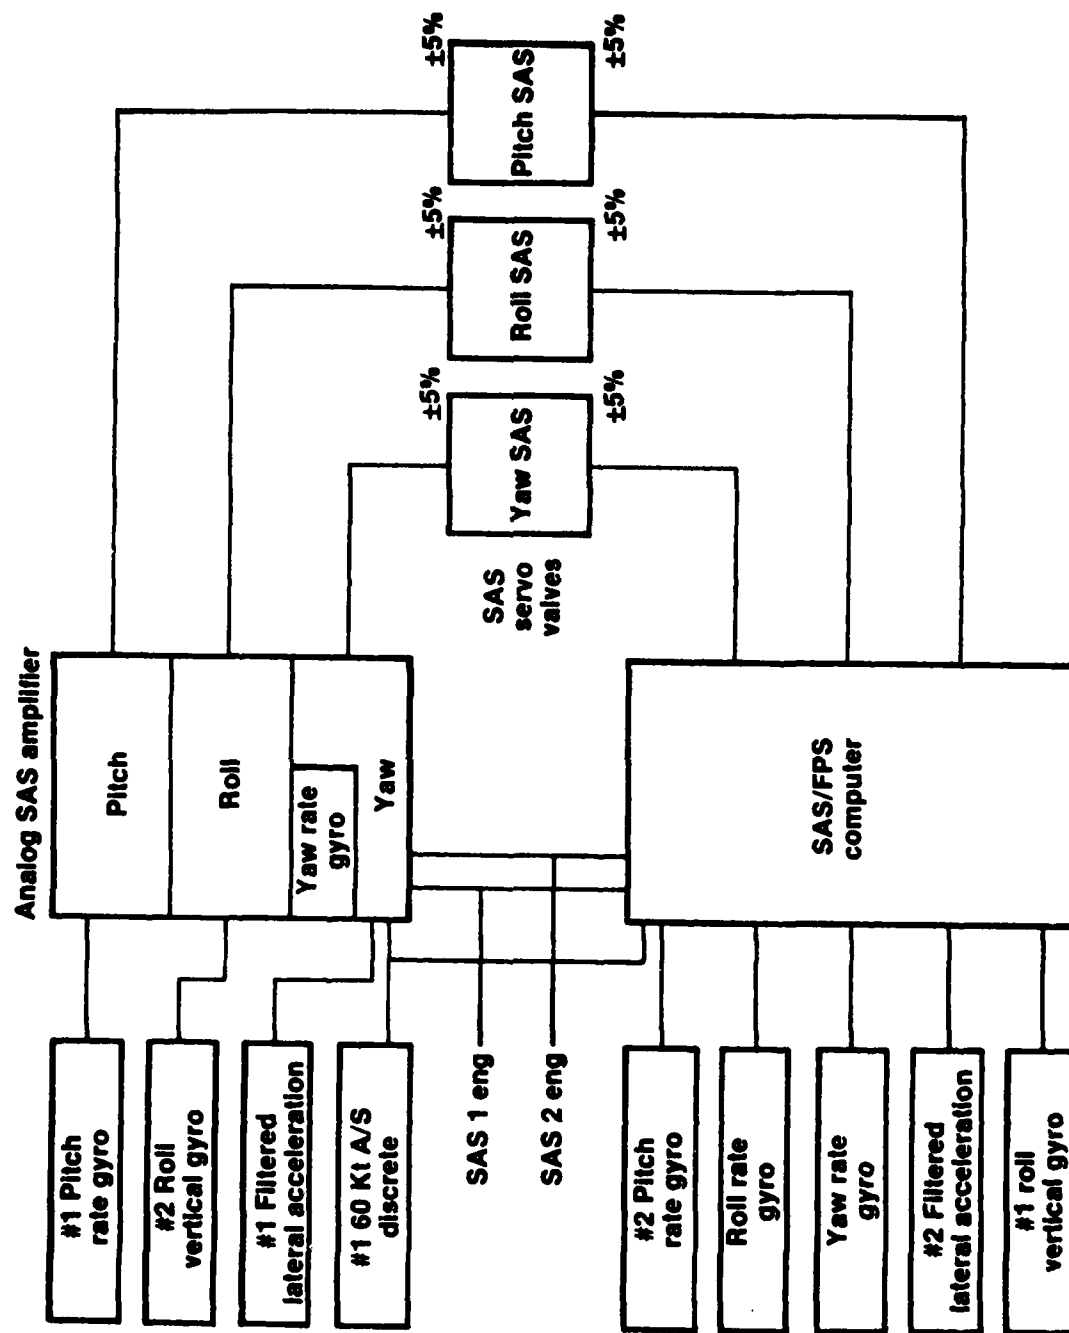 Analog SAS amplifier
Pitch
Roll
Yaw rate
gyro
Yaw
#1 Pitch
rate gyro
#2 Roll
vertical gyro
#1 Filtered
lateral acceleration
#1 60 Kt A/S
discrete
SAS 1 eng
SAS 2 eng
SAS
servo
valves
±5%
Yaw SAS
±5%
±5%
Roll SAS
±5%
±5%
Pitch SAS
±5%
SAS/FPS
computer
#2 Pitch
rate gyro
Roll rate
gyro
Yaw rate
gyro
#2 Filtered
lateral acceleration
#1 roll
vertical gyro